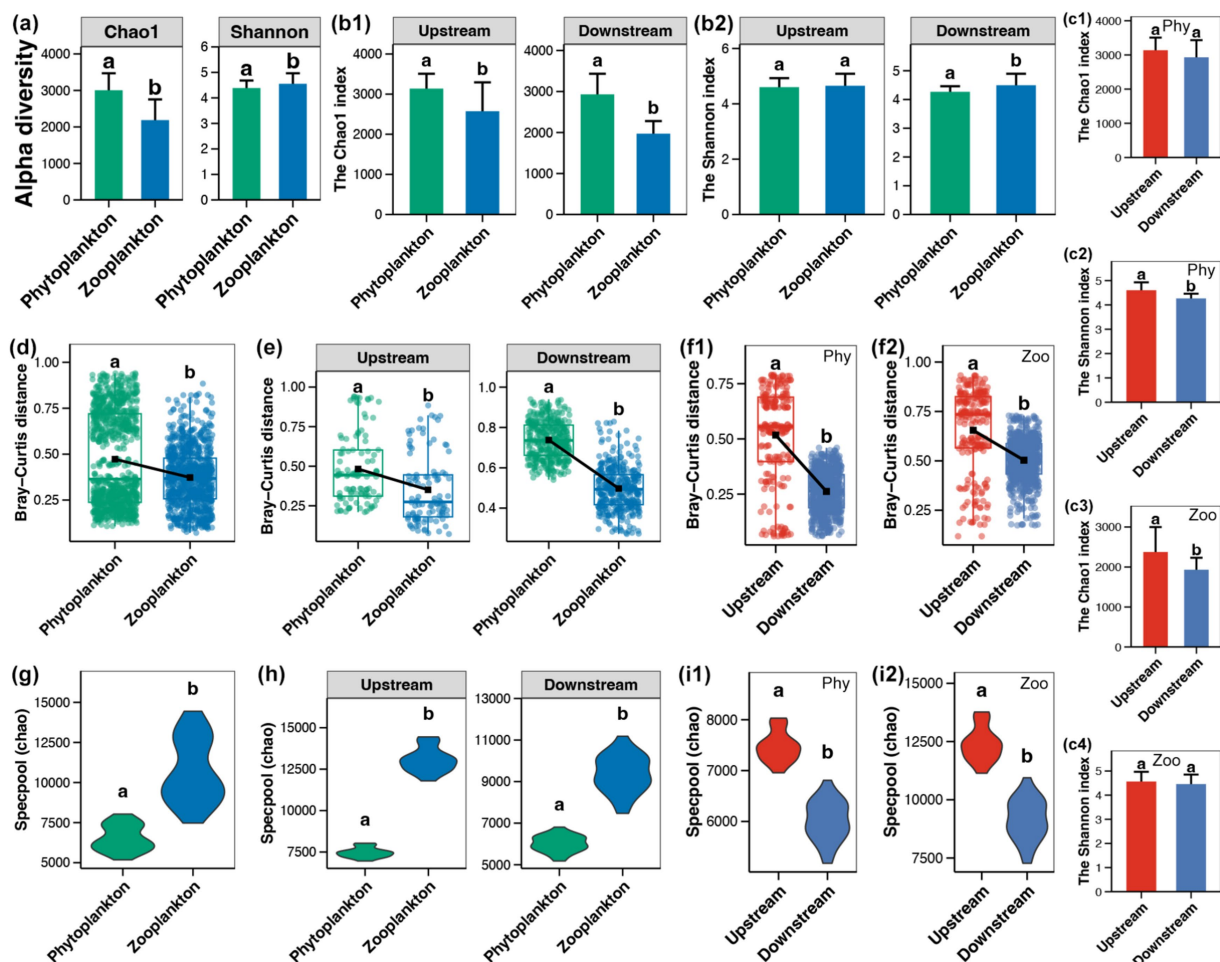 (a)
Chao1
Shannon
Alpha diversity
4000
3000
2000
1000
0
a
b
6
5
4
3
2
1
0
a
b
Phytoplankton
Zooplankton
Phytoplankton
Zooplankton
(b1)
Upstream
Downstream
The Chao1 index
4000
3000
2000
1000
0
a
b
4000
3000
2000
1000
0
a
b
Phytoplankton
Zooplankton
Phytoplankton
Zooplankton
(b2)
Upstream
Downstream
The Shannon index
6
4
2
0
a
a
5
4
3
2
1
0
a
b
Phytoplankton
Zooplankton
Phytoplankton
Zooplankton
(c1)
Phy
The Chao1 index
4000
3000
2000
1000
0
a
a
Upstream
Downstream
(c2)
Phy
The Shannon index
5
4
3
2
1
0
a
b
Upstream
Downstream
(d)
Bray–Curtis distance
1.00
0.75
0.50
0.25
a
b
Phytoplankton
Zooplankton
(e)
Upstream
Downstream
Bray–Curtis distance
1.00
0.75
0.50
0.25
a
b
1.0
0.8
0.6
0.4
a
b
Phytoplankton
Zooplankton
Phytoplankton
Zooplankton
(f1)
Phy
Bray–Curtis distance
0.75
0.50
0.25
a
b
Upstream
Downstream
(f2)
Zoo
1.00
0.75
0.50
0.25
a
b
Upstream
Downstream
(c3)
Zoo
The Chao1 index
3000
2000
1000
0
a
b
Upstream
Downstream
(g)
Specpool (chao)
15000
12500
10000
7500
5000
a
b
Phytoplankton
Zooplankton
(h)
Upstream
Downstream
Specpool (chao)
15000
12500
10000
7500
a
b
13000
11000
9000
7000
5000
a
b
Phytoplankton
Zooplankton
Phytoplankton
Zooplankton
(i1)
Phy
Specpool (chao)
8000
7000
6000
a
b
Upstream
Downstream
(i2)
Zoo
15000
12500
10000
7500
a
b
Upstream
Downstream
(c4)
Zoo
The Shannon index
5
4
3
2
1
0
a
a
Upstream
Downstream